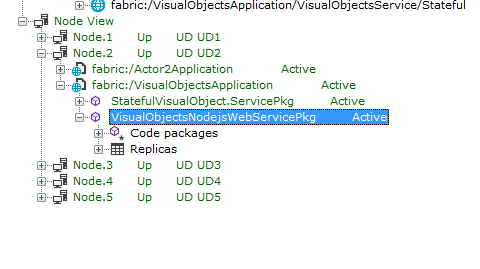 fabric:/VisualObjectsApplication/VisualObjectsService/Stateful
Node View
Node.1 Up UD UD1
Node.2 Up UD UD2
fabric:/Actor2Application Active
fabric:/VisualObjectsApplication Active
StatefulVisualObject.ServicePkg Active
VisualObjectsNodejsWebServicePkg Active
Code packages
Replicas
Node.3 Up UD UD3
Node.4 Up UD UD4
Node.5 Up UD UD5